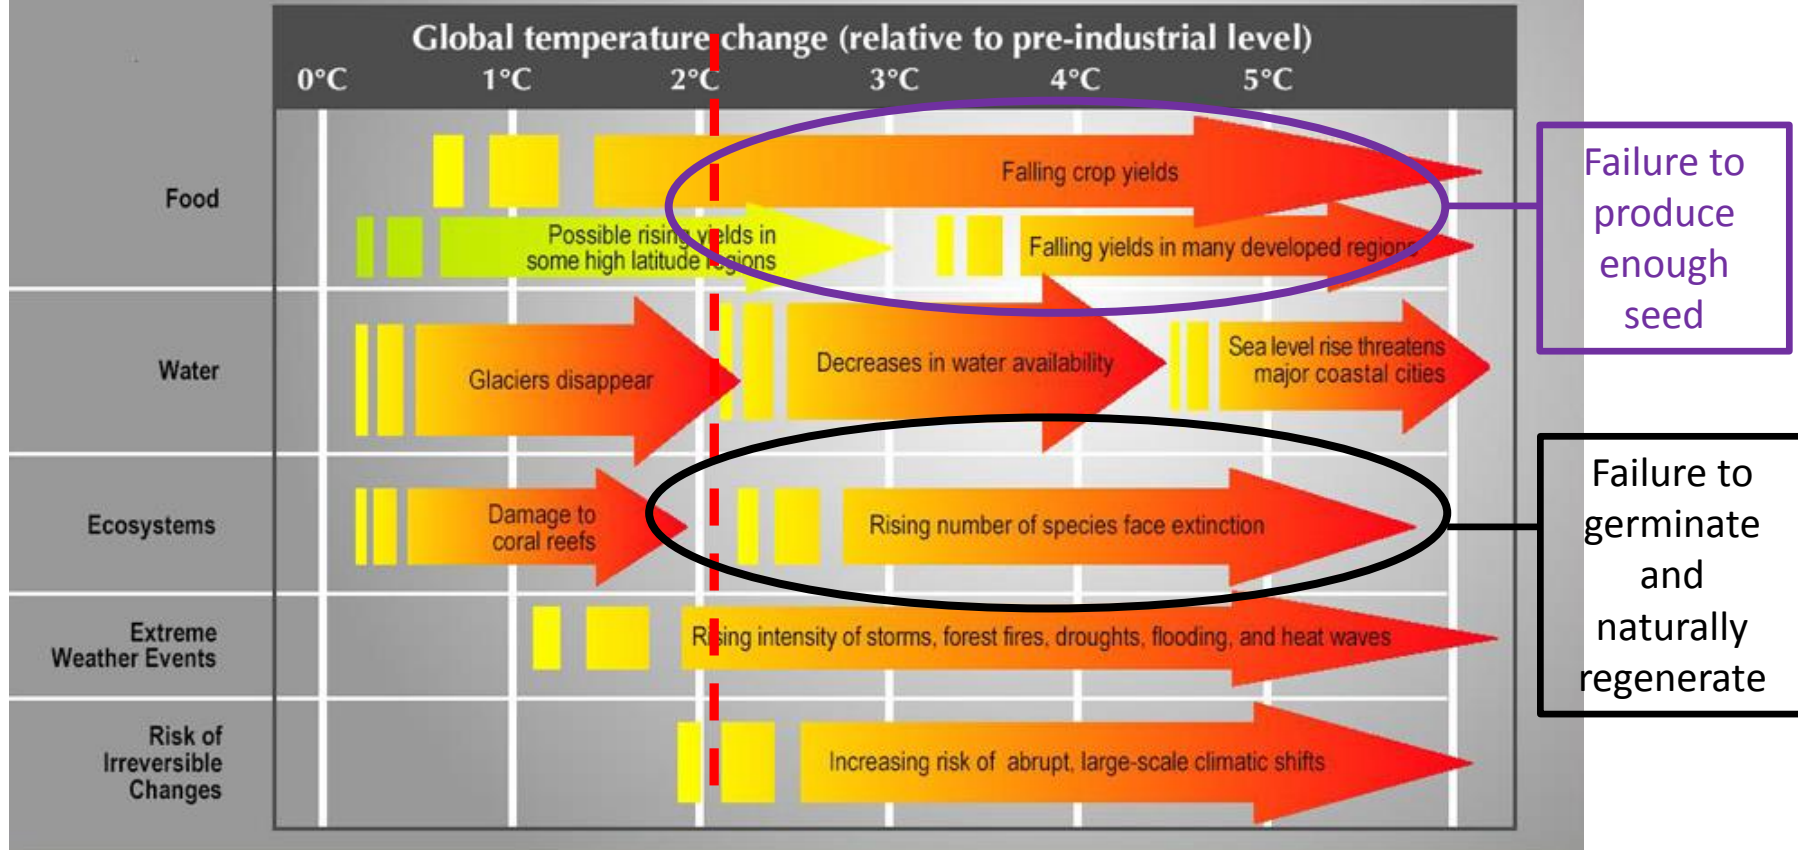 Global temperature change (relative to pre-industrial level)
0°C 1°C 2°C 3°C 4°C 5°C
Food
Falling crop yields
Possible rising yields in
some high latitude regions
Falling yields in many developed regions
Failure to
produce
enough
seed
Water
Glaciers disappear
Decreases in water availability
Sea level rise threatens
major coastal cities
Ecosystems
Damage to
coral reefs
Rising number of species face extinction
Failure to
germinate
and
naturally
regenerate
Extreme
Weather Events
Rising intensity of storms, forest fires, droughts, flooding, and heat waves
Risk of
Irreversible
Changes
Increasing risk of abrupt, large-scale climatic shifts